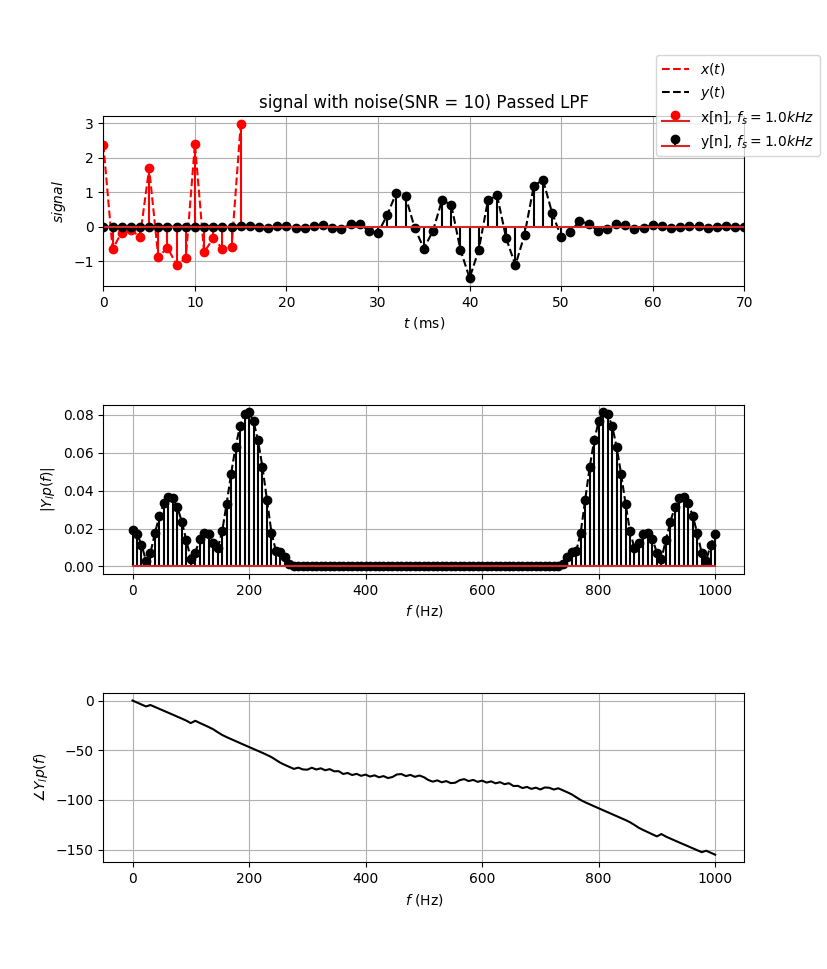 signal with noise(SNR = 10) Passed LPF
x(t)
y(t)
x[n], f_s = 1.0kHz
y[n], f_s = 1.0kHz
signal
3
2
1
0
−1
0 10 20 30 40 50 60 70
t (ms)
|Y_lp(f)|
0.08
0.06
0.04
0.02
0.00
0 200 400 600 800 1000
f (Hz)
∠Y_lp(f)
0
−50
−100
−150
0 200 400 600 800 1000
f (Hz)